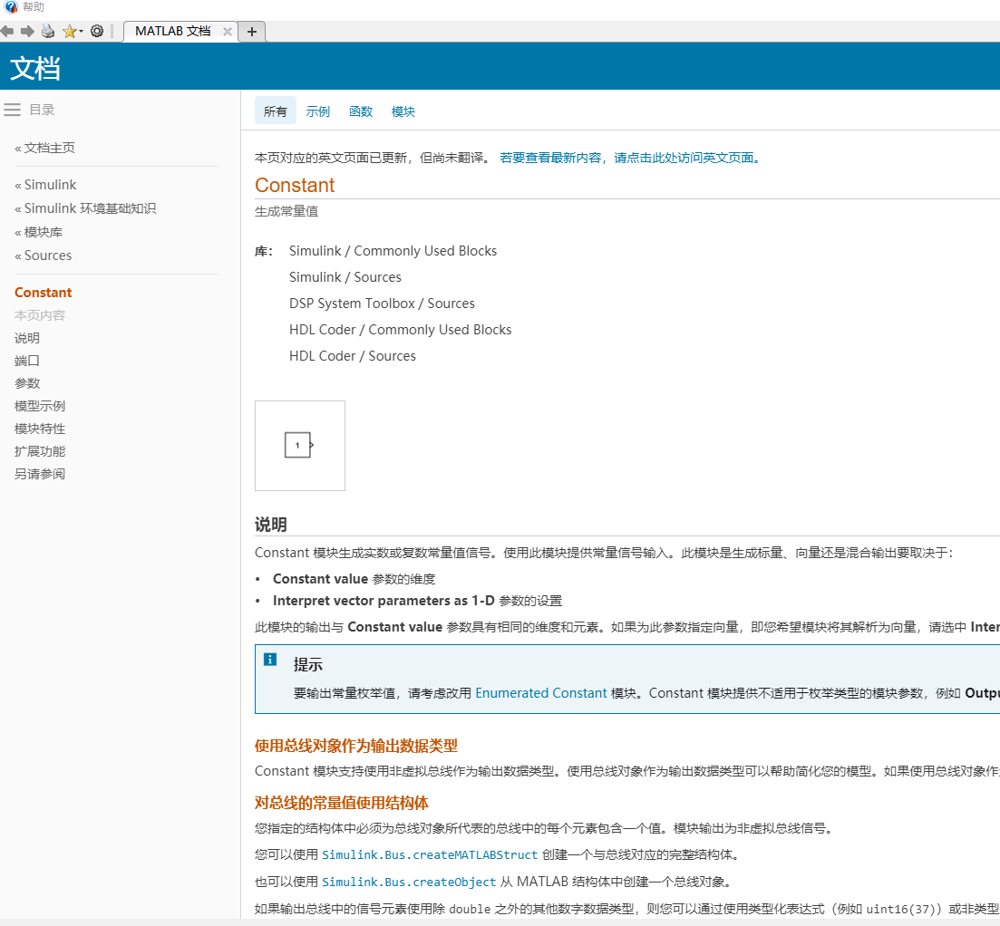 帮助
MATLAB 文档
文档
目录
所有 示例 函数 模块
« 文档主页
« Simulink
« Simulink 环境基础知识
« 模块库
« Sources
Constant
本页内容
说明
端口
参数
模型示例
模块特性
扩展功能
另请参阅
本页对应的英文页面已更新，但尚未翻译。 若要查看最新内容，请点击此处访问英文页面。
Constant
生成常量值
库： Simulink / Commonly Used Blocks
Simulink / Sources
DSP System Toolbox / Sources
HDL Coder / Commonly Used Blocks
HDL Coder / Sources
1
说明
Constant 模块生成实数或复数常量值信号。使用此模块提供常量信号输入。此模块是生成标量、向量还是混合输出要取决于：
• Constant value 参数的维度
• Interpret vector parameters as 1-D 参数的设置
此模块的输出与 Constant value 参数具有相同的维度和元素。如果为此参数指定向量，即您希望模块将其解析为向量，请选中 Inter
提示
要输出常量枚举值，请考虑改用 Enumerated Constant 模块。Constant 模块提供不适用于枚举类型的模块参数，例如 Outpu
使用总线对象作为输出数据类型
Constant 模块支持使用非虚拟总线作为输出数据类型。使用总线对象作为输出数据类型可以帮助简化您的模型。如果使用总线对象作
对总线的常量值使用结构体
您指定的结构体中必须为总线对象所代表的总线中的每个元素包含一个值。模块输出为非虚拟总线信号。
您可以使用 Simulink.Bus.createMATLABStruct 创建一个与总线对应的完整结构体。
也可以使用 Simulink.Bus.createObject 从 MATLAB 结构体中创建一个总线对象。
如果输出总线中的信号元素使用除 double 之外的其他数字数据类型，则您可以通过使用类型化表达式（例如 uint16(37)）或非类型